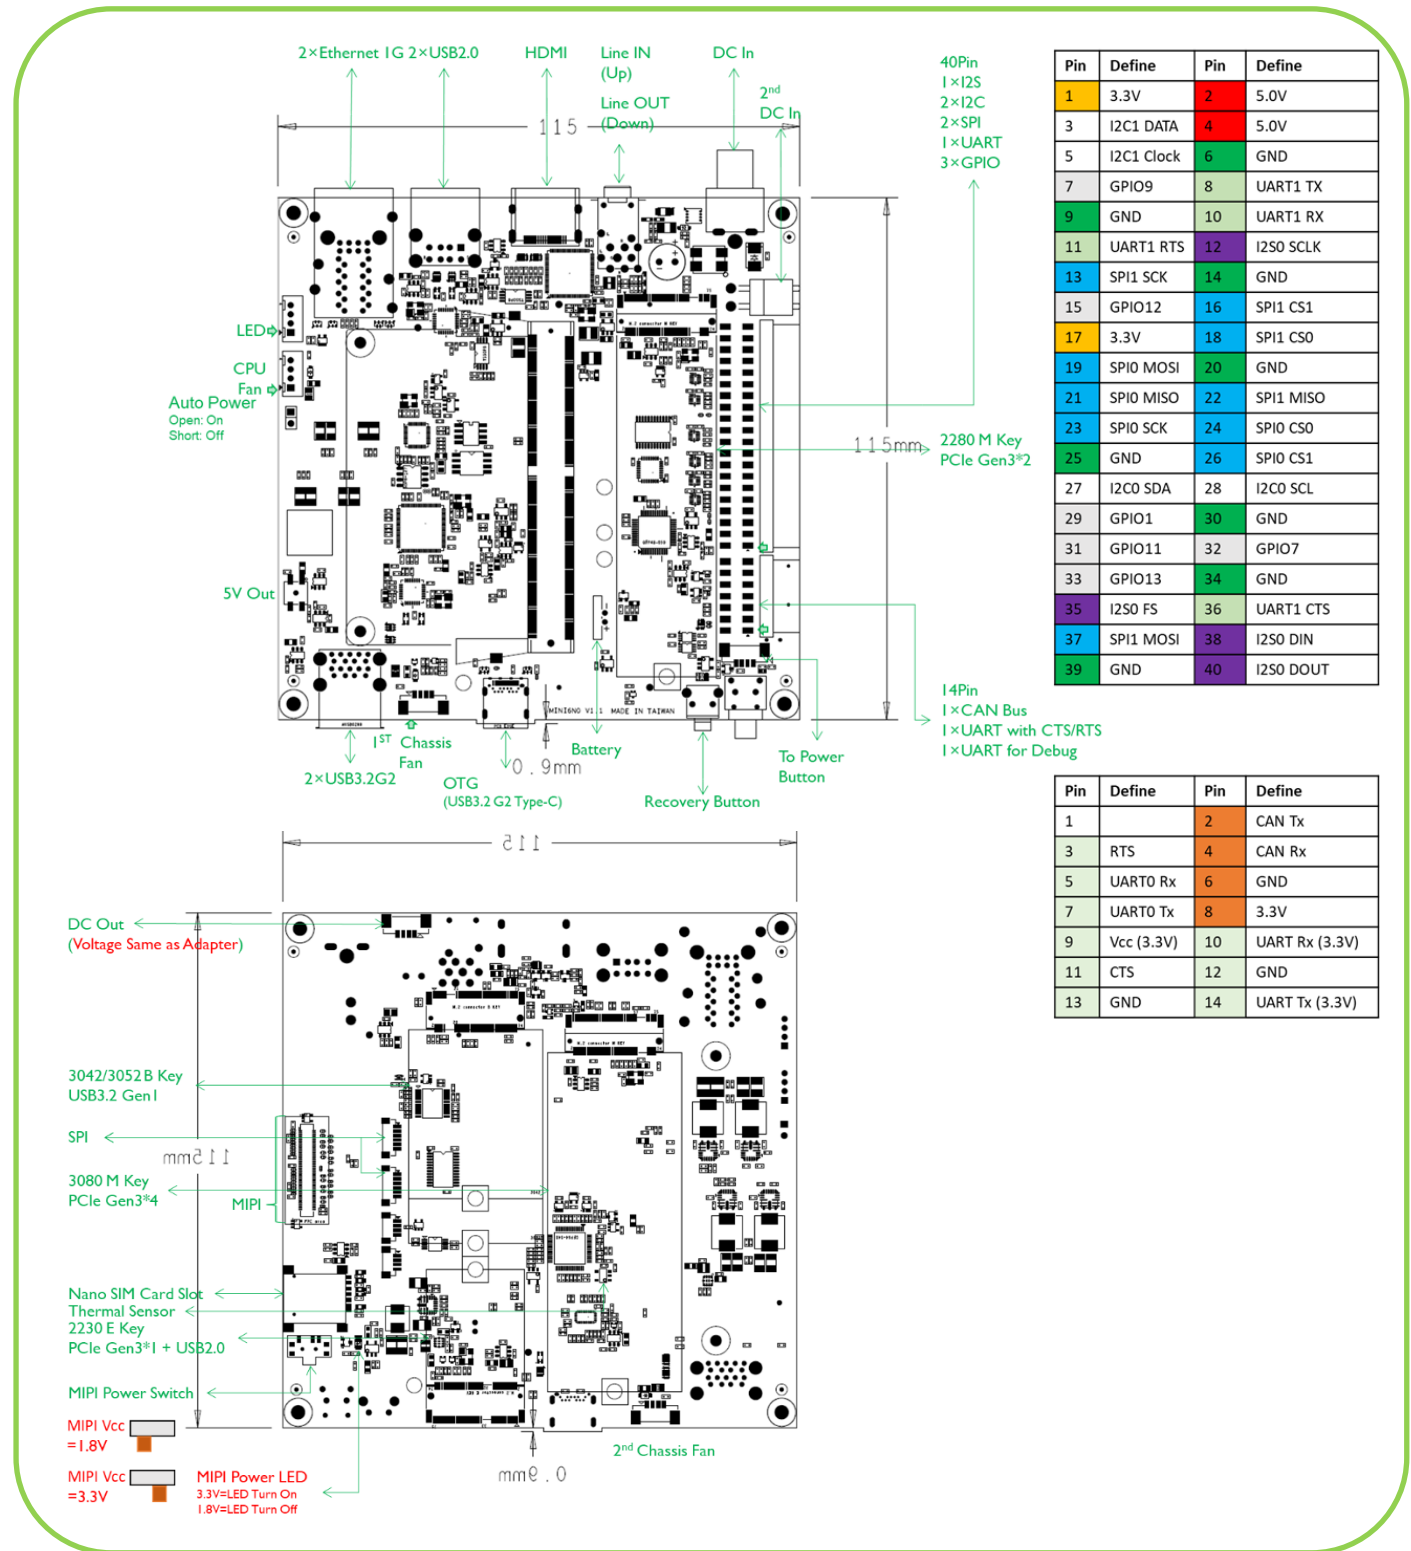 2×Ethernet 1G 2×USB2.0
HDMI
Line IN
(Up)
Line OUT
(Down)
DC In
2nd
DC In
115
40Pin
1×I2S
2×I2C
2×SPI
1×UART
3×GPIO
LED
CPU
Fan
Auto Power
Open: On
Short: Off
115mm
2280 M Key
PCIe Gen3*2
5V Out
MINI6NO V1.1 MADE IN TAIWAN
14Pin
1×CAN Bus
1×UART with CTS/RTS
1×UART for Debug
1ST Chassis
Fan
2×USB3.2G2
OTG
(USB3.2 G2 Type-C)
0.9mm
Battery
Recovery Button
To Power
Button
Pin Define Pin Define
1 3.3V 2 5.0V
3 I2C1 DATA 4 5.0V
5 I2C1 Clock 6 GND
7 GPIO9 8 UART1 TX
9 GND 10 UART1 RX
11 UART1 RTS 12 I2S0 SCLK
13 SPI1 SCK 14 GND
15 GPIO12 16 SPI1 CS1
17 3.3V 18 SPI1 CS0
19 SPI0 MOSI 20 GND
21 SPI0 MISO 22 SPI1 MISO
23 SPI0 SCK 24 SPI0 CS0
25 GND 26 SPI0 CS1
27 I2C0 SDA 28 I2C0 SCL
29 GPIO1 30 GND
31 GPIO11 32 GPIO7
33 GPIO13 34 GND
35 I2S0 FS 36 UART1 CTS
37 SPI1 MOSI 38 I2S0 DIN
39 GND 40 I2S0 DOUT
Pin Define Pin Define
1 2 CAN Tx
3 RTS 4 CAN Rx
5 UART0 Rx 6 GND
7 UART0 Tx 8 3.3V
9 Vcc (3.3V) 10 UART Rx (3.3V)
11 CTS 12 GND
13 GND 14 UART Tx (3.3V)
115
DC Out
(Voltage Same as Adapter)
3042/3052 B Key
USB3.2 Gen1
SPI
115mm
3080 M Key
PCIe Gen3*4
MIPI
Nano SIM Card Slot
Thermal Sensor
2230 E Key
PCIe Gen3*1 + USB2.0
MIPI Power Switch
MIPI Vcc
=1.8V
MIPI Vcc
=3.3V
MIPI Power LED
3.3V=LED Turn On
1.8V=LED Turn Off
2nd Chassis Fan
0.9mm